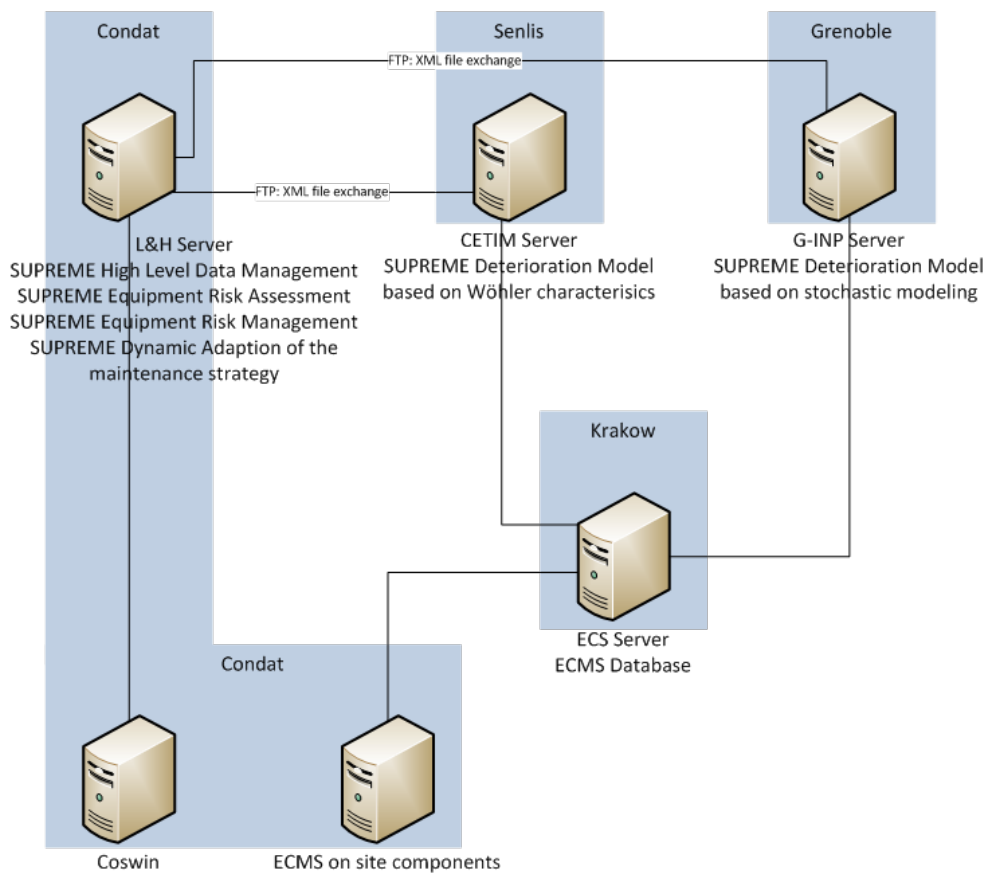 Condat
Senlis
Grenoble
FTP: XML file exchange
FTP: XML file exchange
L&H Server
SUPREME High Level Data Management
SUPREME Equipment Risk Assessment
SUPREME Equipment Risk Management
SUPREME Dynamic Adaption of the
maintenance strategy
CETIM Server
SUPREME Deterioration Model
based on Wöhler characterisics
G-INP Server
SUPREME Deterioration Model
based on stochastic modeling
Krakow
ECS Server
ECMS Database
Condat
Coswin
ECMS on site components